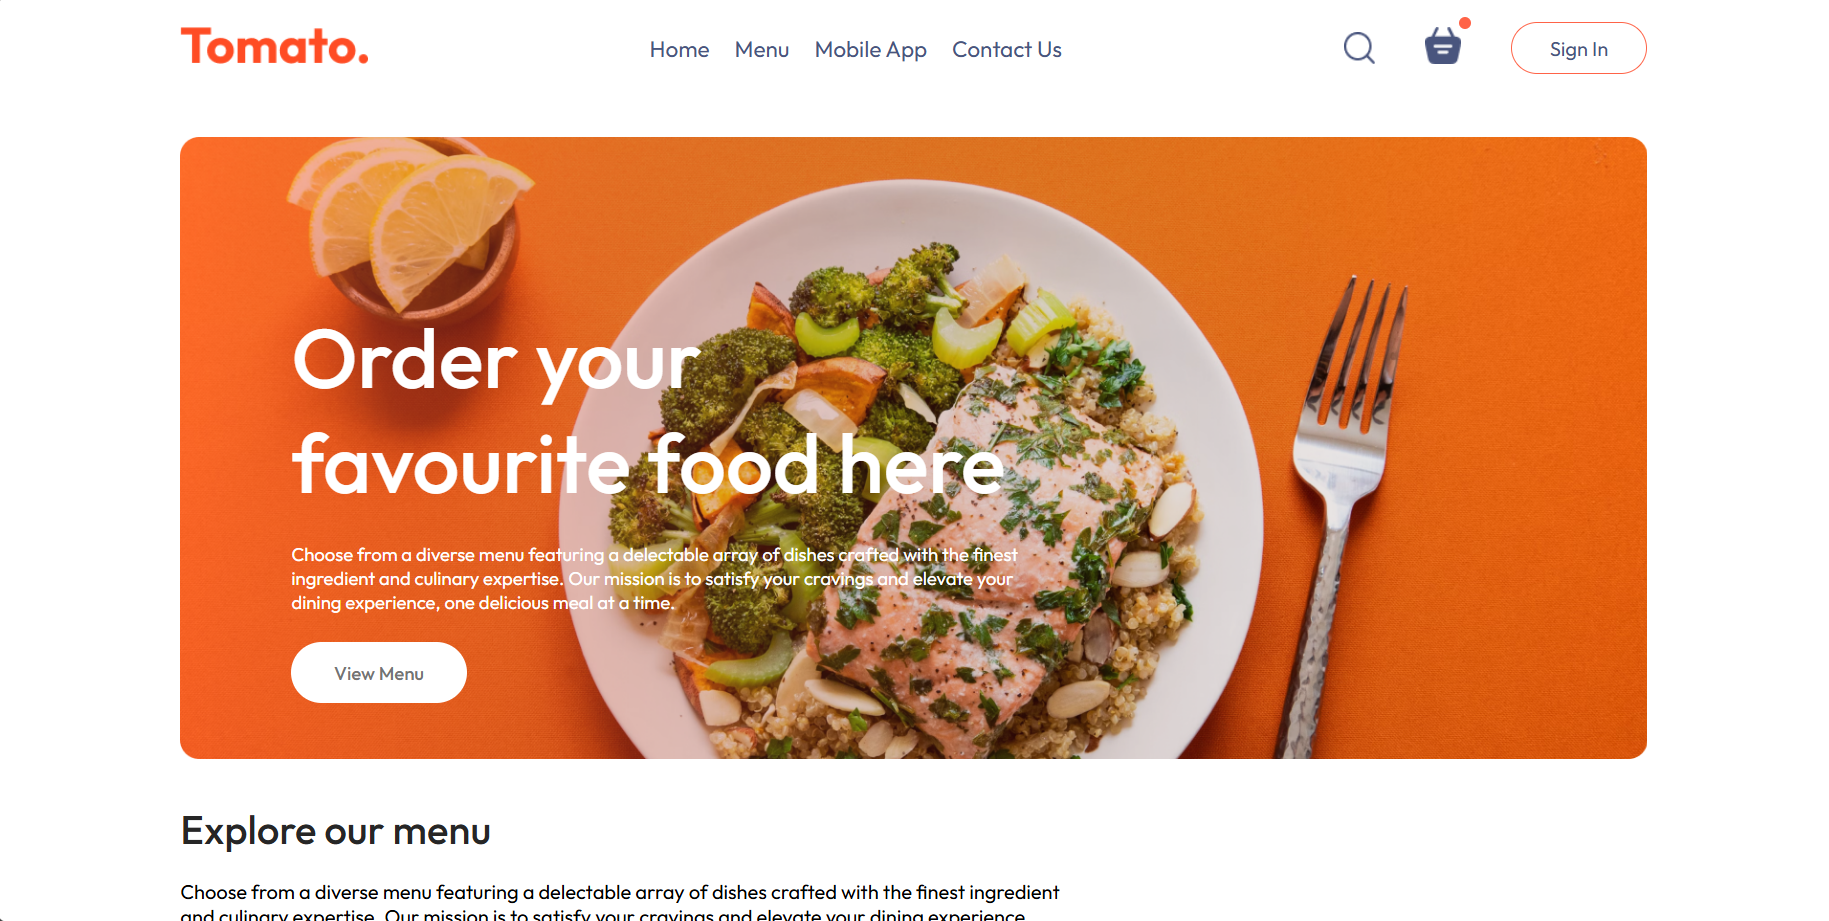 Tomato.
Home Menu Mobile App Contact Us
Sign In
Order your
favourite food here
Choose from a diverse menu featuring a delectable array of dishes crafted with the finest
ingredient and culinary expertise. Our mission is to satisfy your cravings and elevate your
dining experience, one delicious meal at a time.
View Menu
Explore our menu
Choose from a diverse menu featuring a delectable array of dishes crafted with the finest ingredient
and culinary expertise. Our mission is to satisfy your cravings and elevate your dining experience,